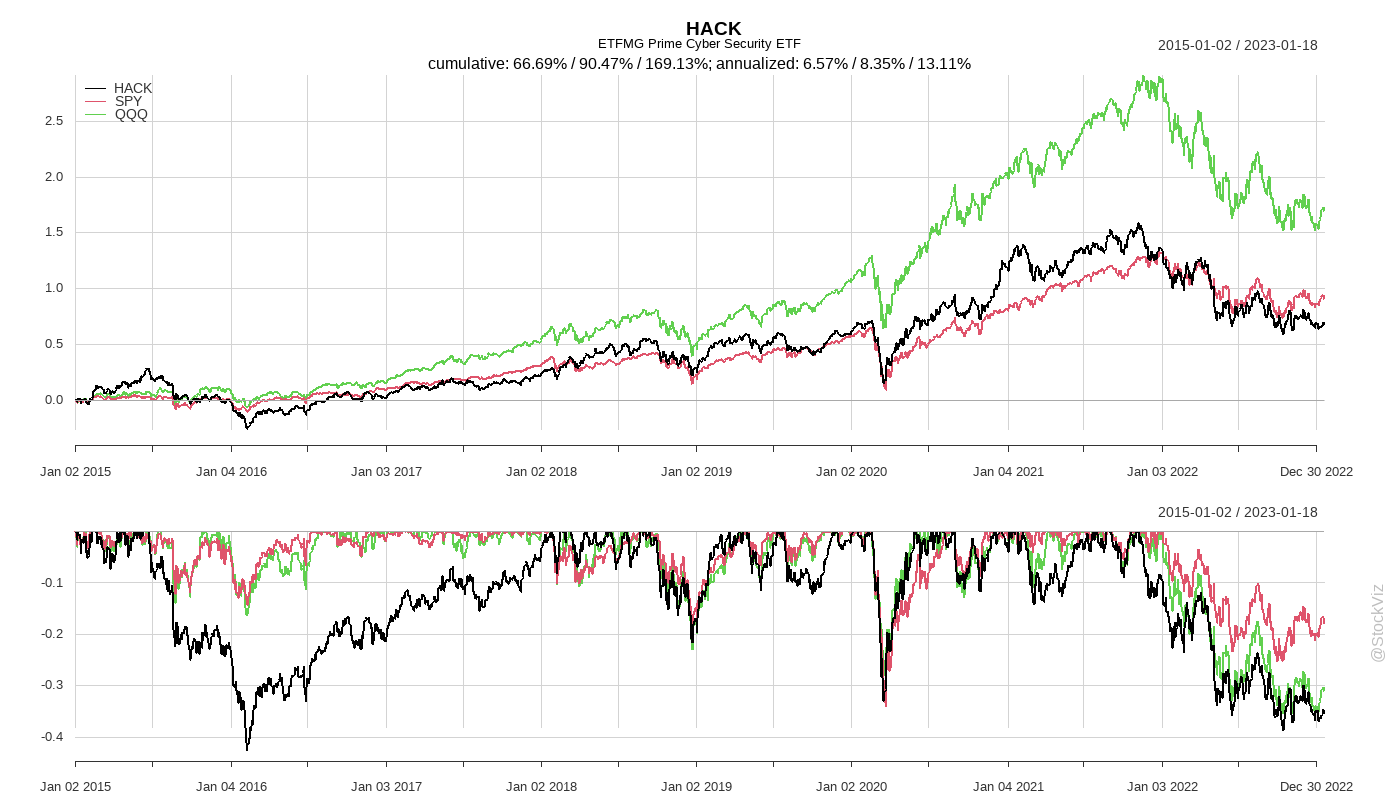 HACK
ETFMG Prime Cyber Security ETF
2015-01-02 / 2023-01-18
cumulative: 66.69% / 90.47% / 169.13%; annualized: 6.57% / 8.35% / 13.11%
HACK
SPY
QQQ
2.5
2.0
1.5
1.0
0.5
0.0
Jan 02 2015 Jan 04 2016 Jan 03 2017 Jan 02 2018 Jan 02 2019 Jan 02 2020 Jan 04 2021 Jan 03 2022 Dec 30 2022
2015-01-02 / 2023-01-18
-0.1
-0.2
-0.3
-0.4
Jan 02 2015 Jan 04 2016 Jan 03 2017 Jan 02 2018 Jan 02 2019 Jan 02 2020 Jan 04 2021 Jan 03 2022 Dec 30 2022
@StockViz